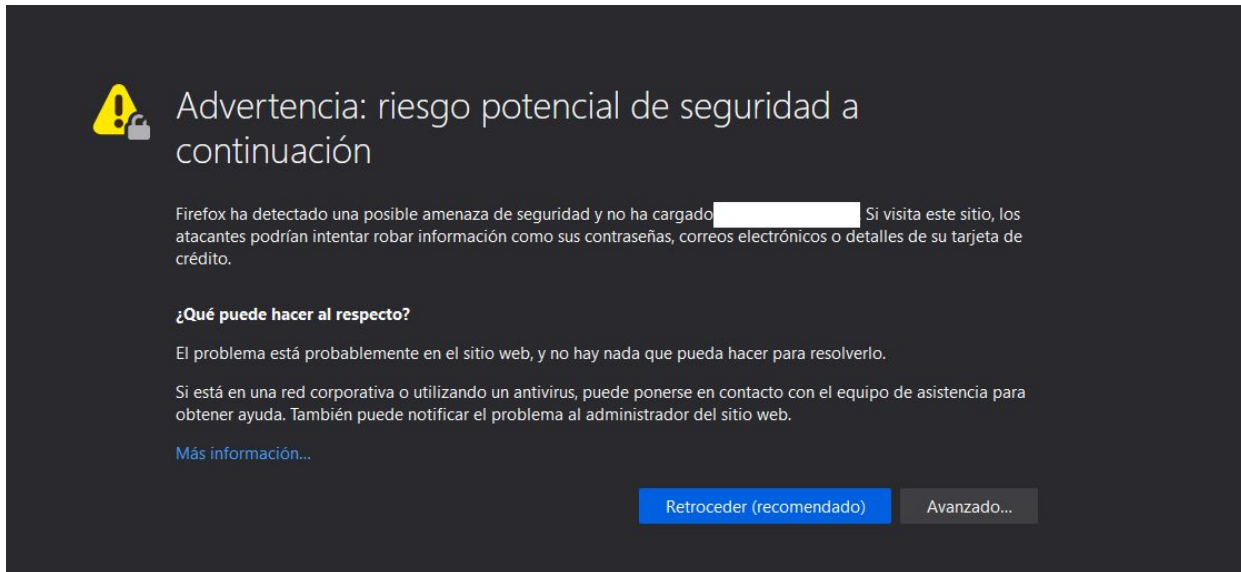 Advertencia: riesgo potencial de seguridad a
continuación
Firefox ha detectado una posible amenaza de seguridad y no ha cargado . Si visita este sitio, los
atacantes podrían intentar robar información como sus contraseñas, correos electrónicos o detalles de su tarjeta de
crédito.
¿Qué puede hacer al respecto?
El problema está probablemente en el sitio web, y no hay nada que pueda hacer para resolverlo.
Si está en una red corporativa o utilizando un antivirus, puede ponerse en contacto con el equipo de asistencia para
obtener ayuda. También puede notificar el problema al administrador del sitio web.
Más información...
Retroceder (recomendado) Avanzado...